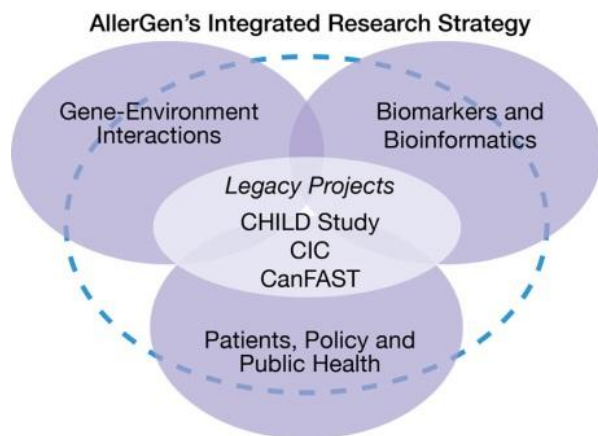 AllerGen's Integrated Research Strategy
Gene-Environment
Interactions
Biomarkers and
Bioinformatics
Legacy Projects
CHILD Study
CIC
CanFAST
Patients, Policy and
Public Health